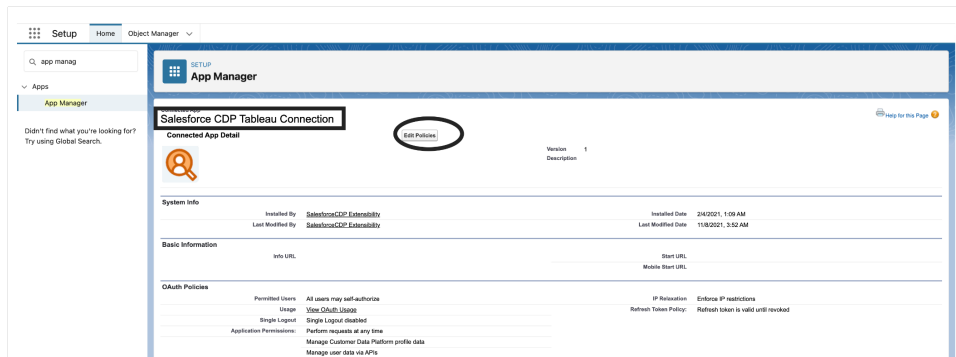 Setup Home Object Manager
app manag
Apps
App Manager
Didn't find what you're looking for?
Try using Global Search.
SETUP
App Manager
Connected App
Salesforce CDP Tableau Connection
Help for this Page
Connected App Detail
Edit Policies
Version 1
Description
System Info
Installed By SalesforceCDP Extensibility Installed Date 2/4/2021, 1:09 AM
Last Modified By SalesforceCDP Extensibility Last Modified Date 11/8/2021, 3:52 AM
Basic Information
Info URL Start URL
Mobile Start URL
OAuth Policies
Permitted Users All users may self-authorize IP Relaxation Enforce IP restrictions
Usage View OAuth Usage Refresh Token Policy: Refresh token is valid until revoked
Single Logout Single Logout disabled
Application Permissions: Perform requests at any time
Manage Customer Data Platform profile data
Manage user data via APIs